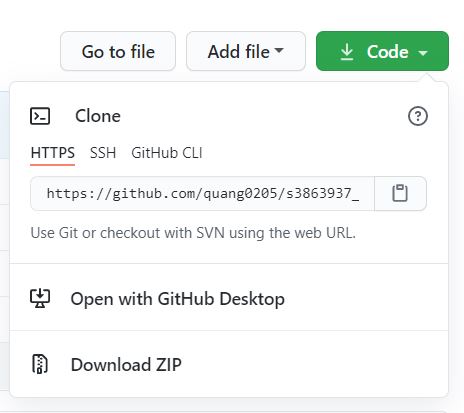 Go to file Add file Code
Clone
HTTPS SSH GitHub CLI
https://github.com/quang0205/s3863937_
Use Git or checkout with SVN using the web URL.
Open with GitHub Desktop
Download ZIP